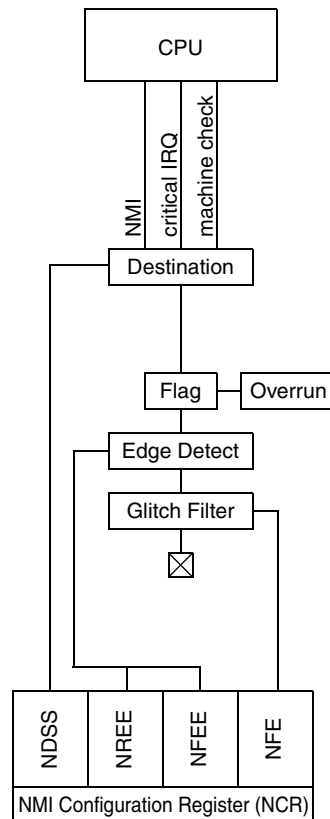 CPU
NMI
critical IRQ
machine check
Destination
Flag
Overrun
Edge Detect
Glitch Filter
NDSS
NREE
NFEE
NFE
NMI Configuration Register (NCR)